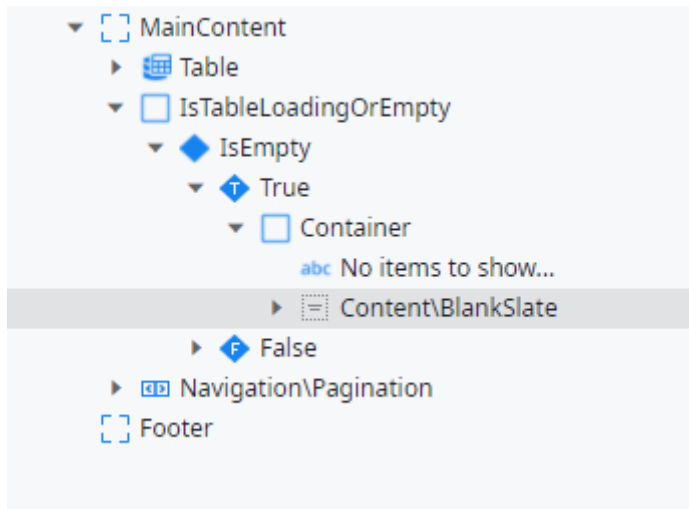 MainContent
Table
IsTableLoadingOrEmpty
IsEmpty
T True
Container
abc No items to show...
Content\BlankSlate
F False
Navigation\Pagination
Footer